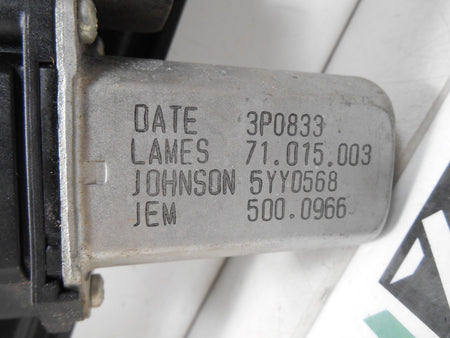 DATE 3P0833
LAMES 71.015.003
JOHNSON 5YY0568
JEM 500.0966